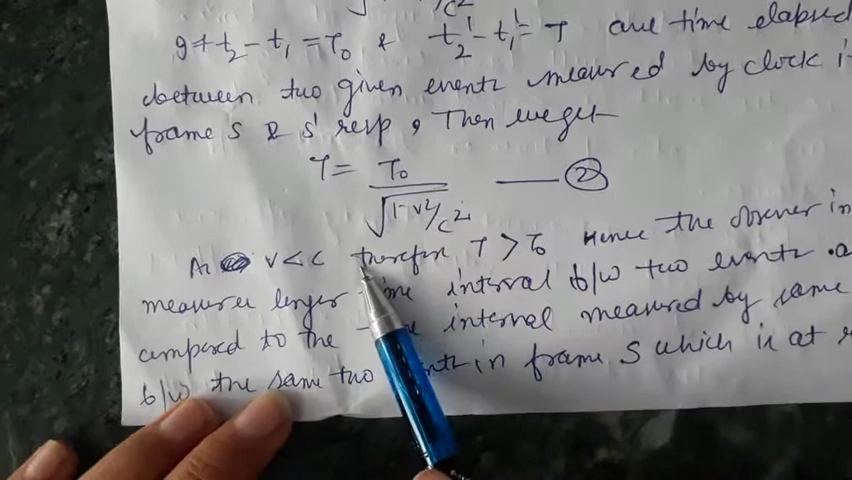 √ /c²
If t₂ - t₁ = T₀ & t₂' - t₁' = T are time elapsed
between two given events measured by clock i
frame S & S' resp, Then we get
T = T₀ / √1-v²/c² —— ②
As v < c therefore T > T₀ Hence the observer in
measures longer time interval b/w two events
compared to the interval measured by same
b/w the same two in frame S which is at